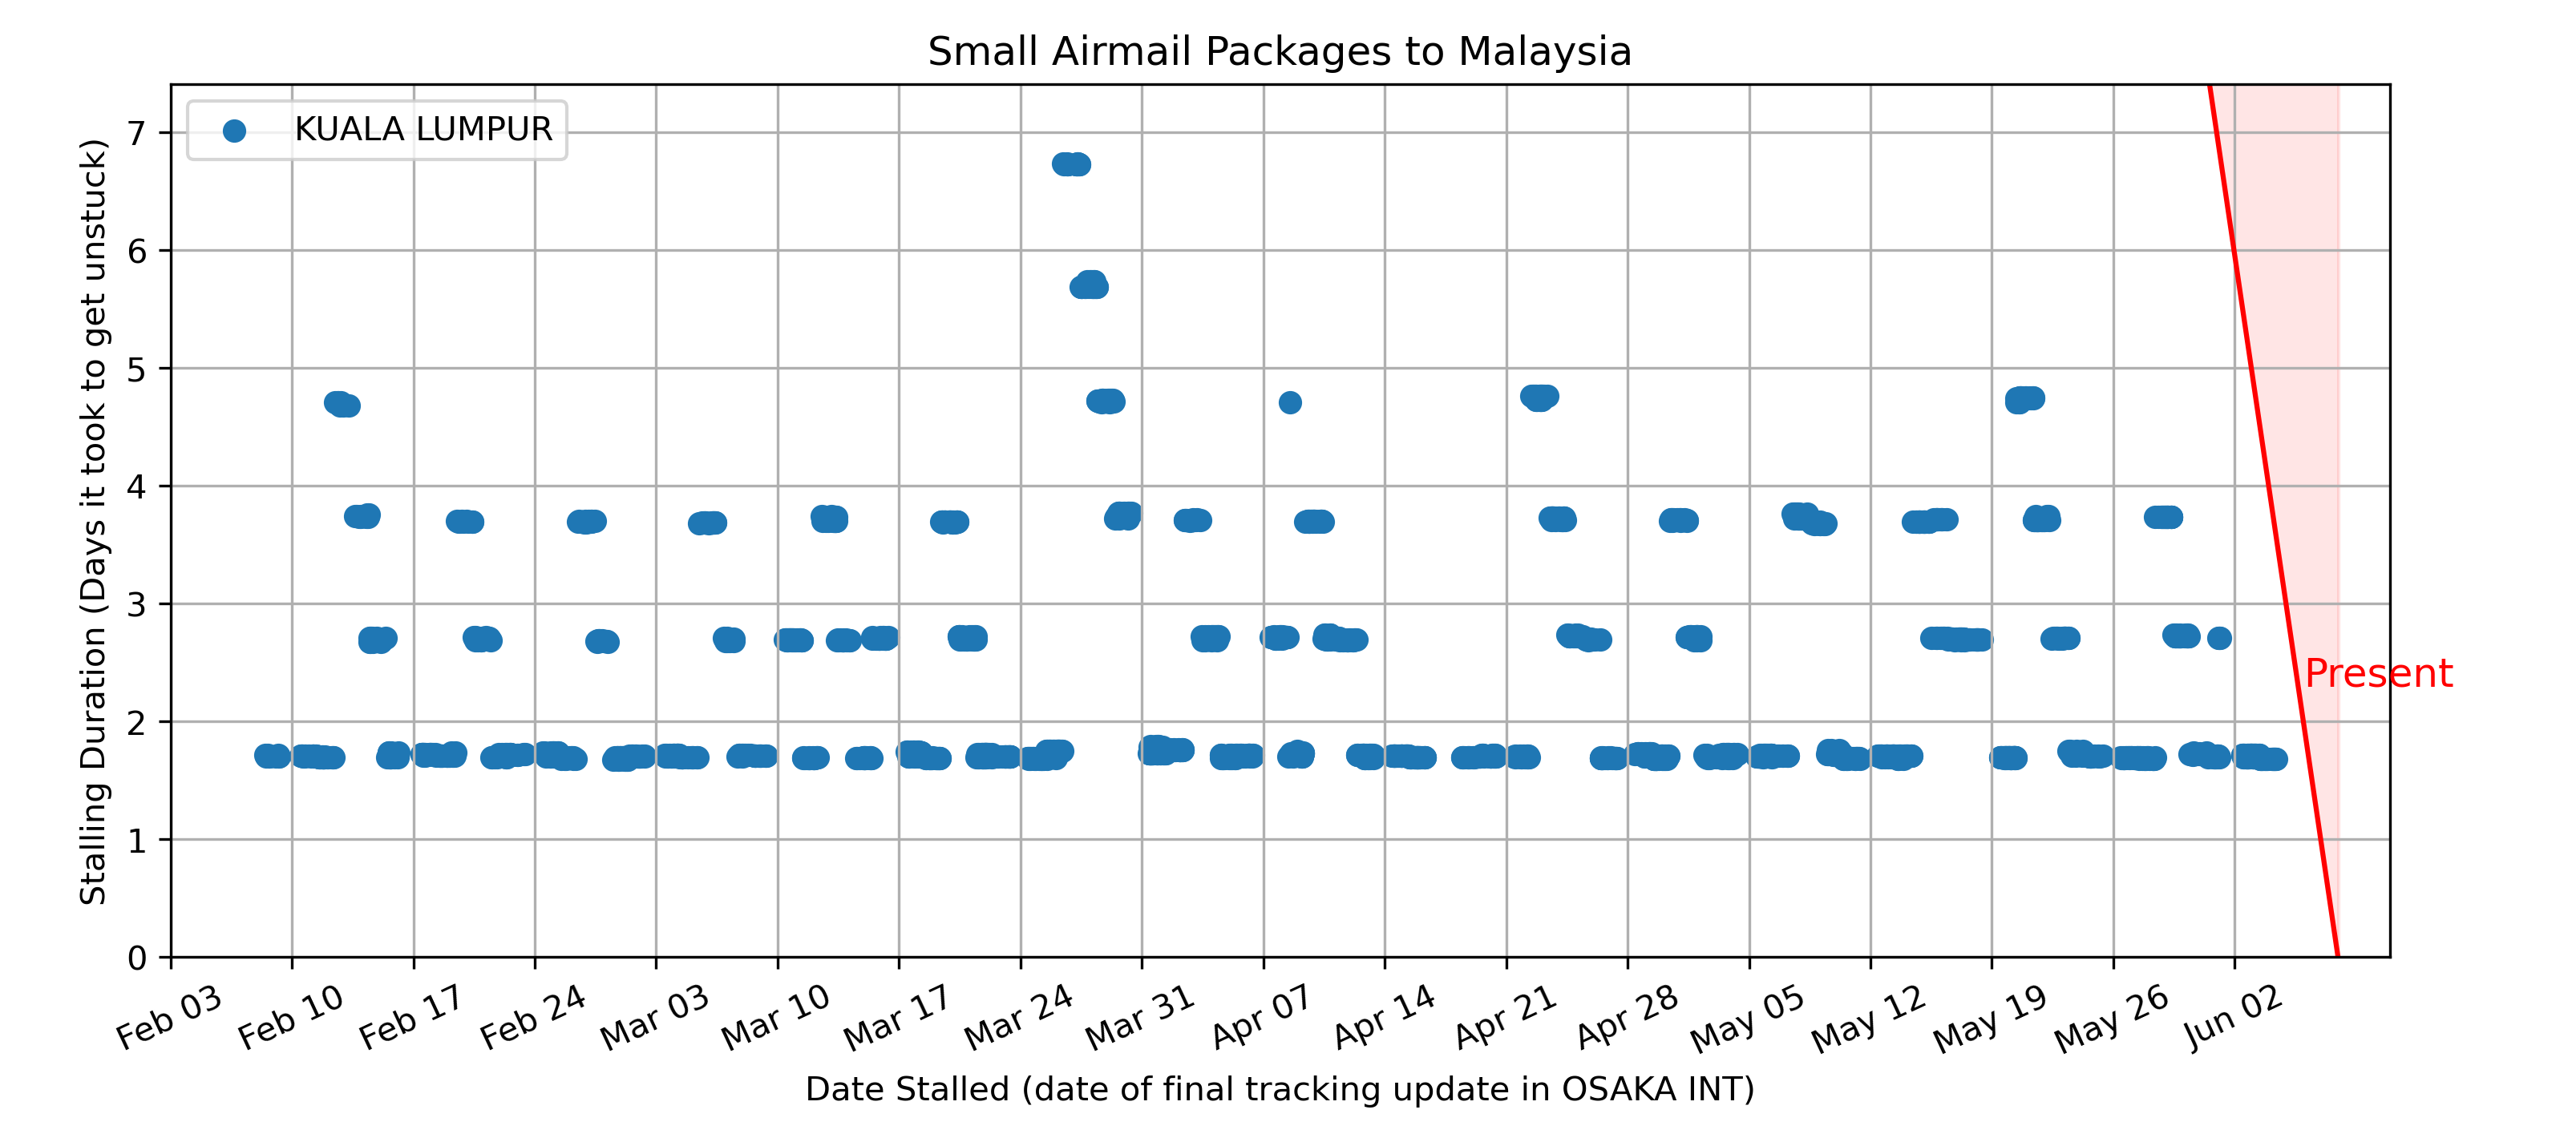 Small Airmail Packages to Malaysia
KUALA LUMPUR
Stalling Duration (Days it took to get unstuck)
7
6
5
4
3
2
1
0
Present
Feb 03
Feb 10
Feb 17
Feb 24
Mar 03
Mar 10
Mar 17
Mar 24
Mar 31
Apr 07
Apr 14
Apr 21
Apr 28
May 05
May 12
May 19
May 26
Jun 02
Date Stalled (date of final tracking update in OSAKA INT)